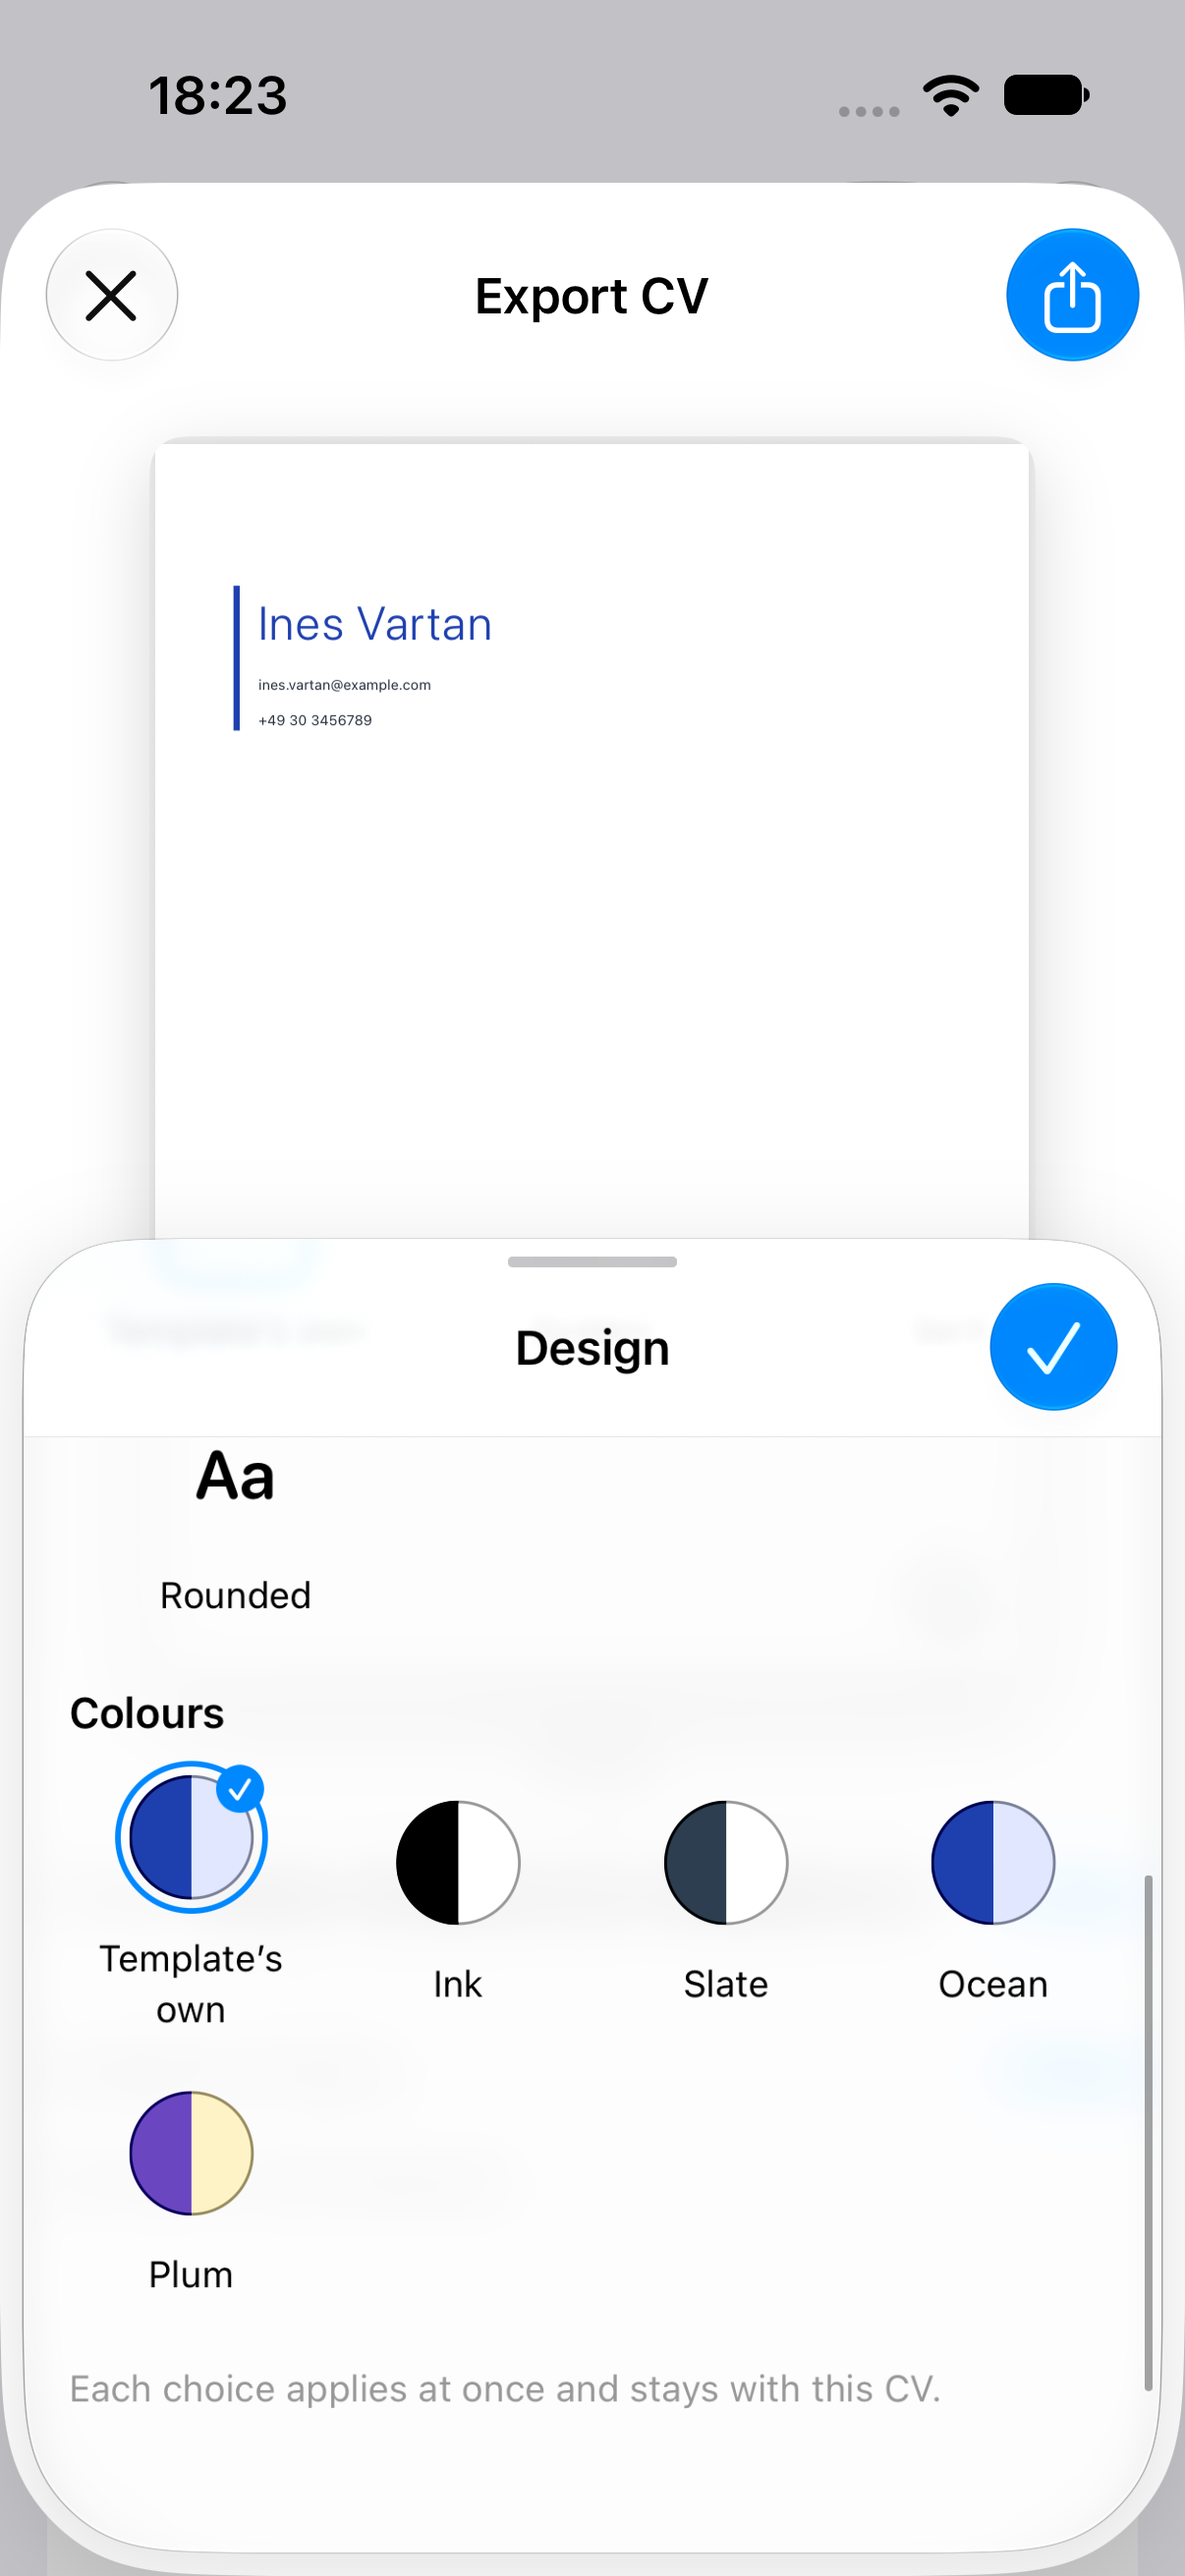 18:23
Export CV
Ines Vartan
ines.vartan@example.com
+49 30 3456789
Design
Aa
Rounded
Colours
Template’s
own
Ink
Slate
Ocean
Plum
Each choice applies at once and stays with this CV.